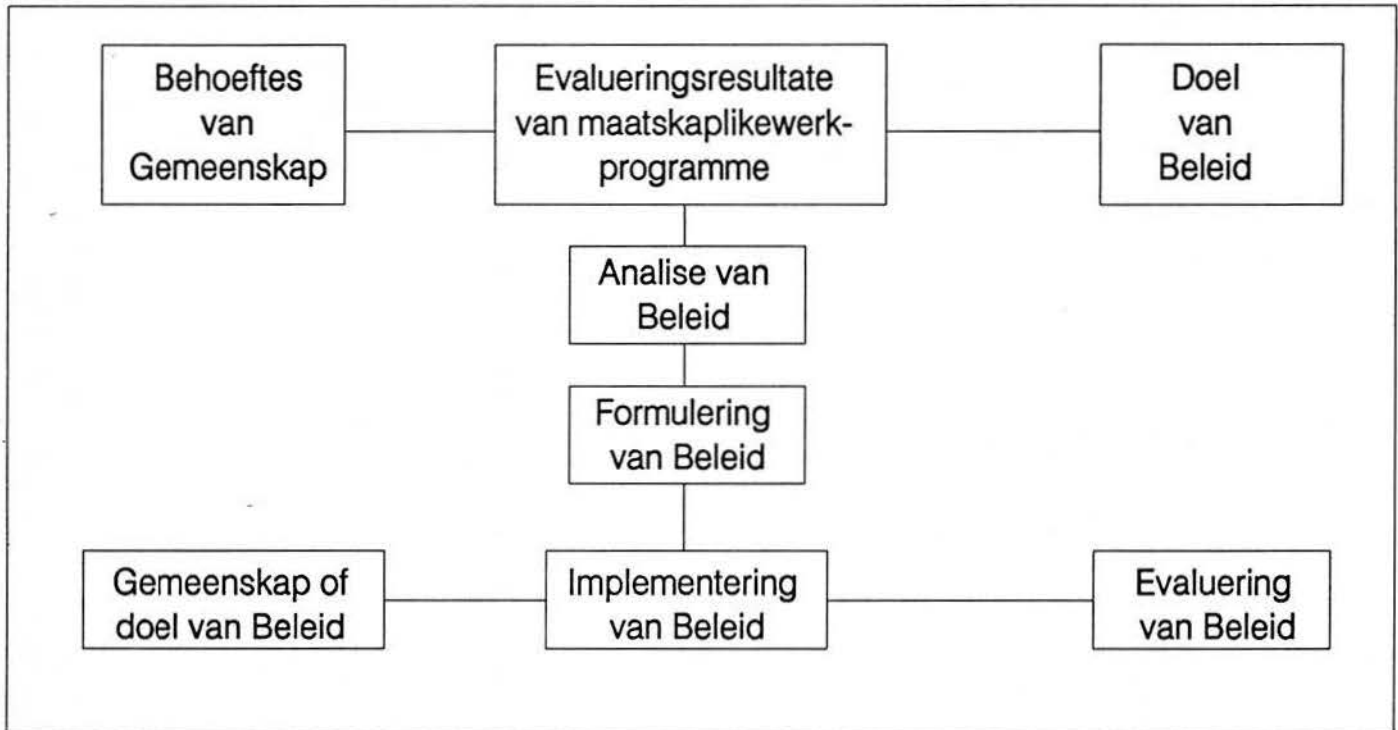 Behoeftes
van
Gemeenskap
Evalueringsresultate
van maatskaplikewerk-
programme
Doel
van
Beleid
Analise van
Beleid
Formulering
van Beleid
Gemeenskap of
doel van Beleid
Implementering
van Beleid
Evaluering
van Beleid